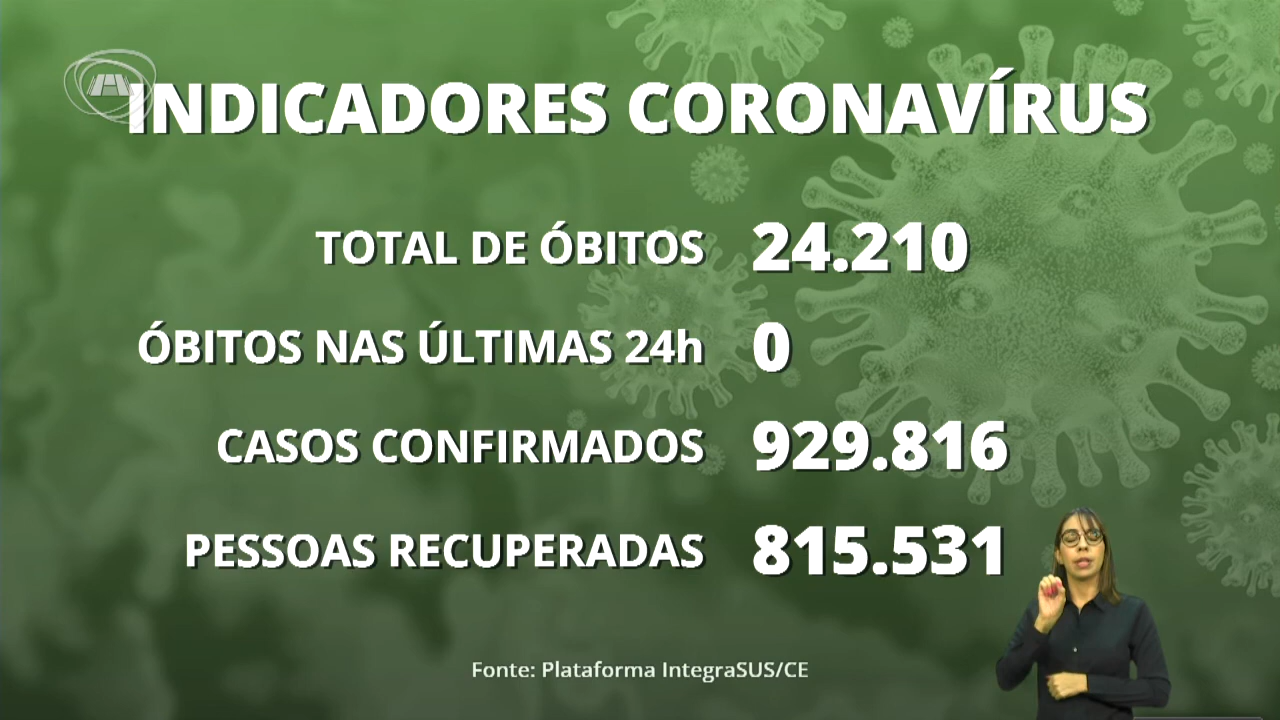 INDICADORES CORONAVÍRUS
TOTAL DE ÓBITOS 24.210
ÓBITOS NAS ÚLTIMAS 24h 0
CASOS CONFIRMADOS 929.816
PESSOAS RECUPERADAS 815.531
Fonte: Plataforma IntegraSUS/CE